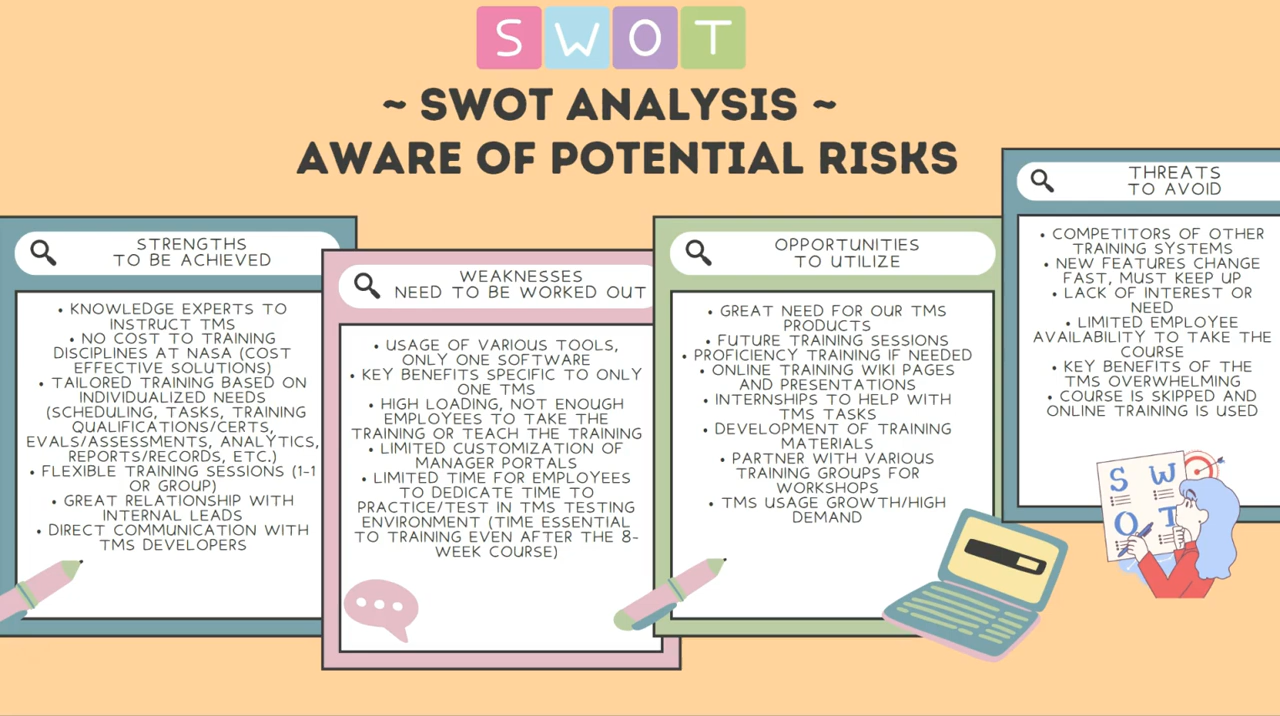 S W O T
~ SWOT ANALYSIS ~
AWARE OF POTENTIAL RISKS
STRENGTHS
TO BE ACHIEVED
• KNOWLEDGE EXPERTS TO
INSTRUCT TMS
• NO COST TO TRAINING
DISCIPLINES AT NASA (COST
EFFECTIVE SOLUTIONS)
• TAILORED TRAINING BASED ON
INDIVIDUALIZED NEEDS
(SCHEDULING, TASKS, TRAINING
QUALIFICATIONS/CERTS,
EVALS/ASSESSMENTS, ANALYTICS,
REPORTS/RECORDS, ETC.)
• FLEXIBLE TRAINING SESSIONS (1-1
OR GROUP)
• GREAT RELATIONSHIP WITH
INTERNAL LEADS
• DIRECT COMMUNICATION WITH
TMS DEVELOPERS
WEAKNESSES
NEED TO BE WORKED OUT
• USAGE OF VARIOUS TOOLS,
ONLY ONE SOFTWARE
• KEY BENEFITS SPECIFIC TO ONLY
ONE TMS
• HIGH LOADING, NOT ENOUGH
EMPLOYEES TO TAKE THE
TRAINING OR TEACH THE TRAINING
• LIMITED CUSTOMIZATION OF
MANAGER PORTALS
• LIMITED TIME FOR EMPLOYEES
TO DEDICATE TIME TO
PRACTICE/TEST IN TMS TESTING
ENVIRONMENT (TIME ESSENTIAL
TO TRAINING EVEN AFTER THE 8-
WEEK COURSE)
OPPORTUNITIES
TO UTILIZE
• GREAT NEED FOR OUR TMS
PRODUCTS
• FUTURE TRAINING SESSIONS
• PROFICIENCY TRAINING IF NEEDED
• ONLINE TRAINING WIKI PAGES
AND PRESENTATIONS
• INTERNSHIPS TO HELP WITH
TMS TASKS
• DEVELOPMENT OF TRAINING
MATERIALS
• PARTNER WITH VARIOUS
TRAINING GROUPS FOR
WORKSHOPS
• TMS USAGE GROWTH/HIGH
DEMAND
THREATS
TO AVOID
• COMPETITORS OF OTHER
TRAINING SYSTEMS
• NEW FEATURES CHANGE
FAST, MUST KEEP UP
• LACK OF INTEREST OR
NEED
• LIMITED EMPLOYEE
AVAILABILITY TO TAKE THE
COURSE
• KEY BENEFITS OF THE
TMS OVERWHELMING
• COURSE IS SKIPPED AND
ONLINE TRAINING IS USED
S W
O T